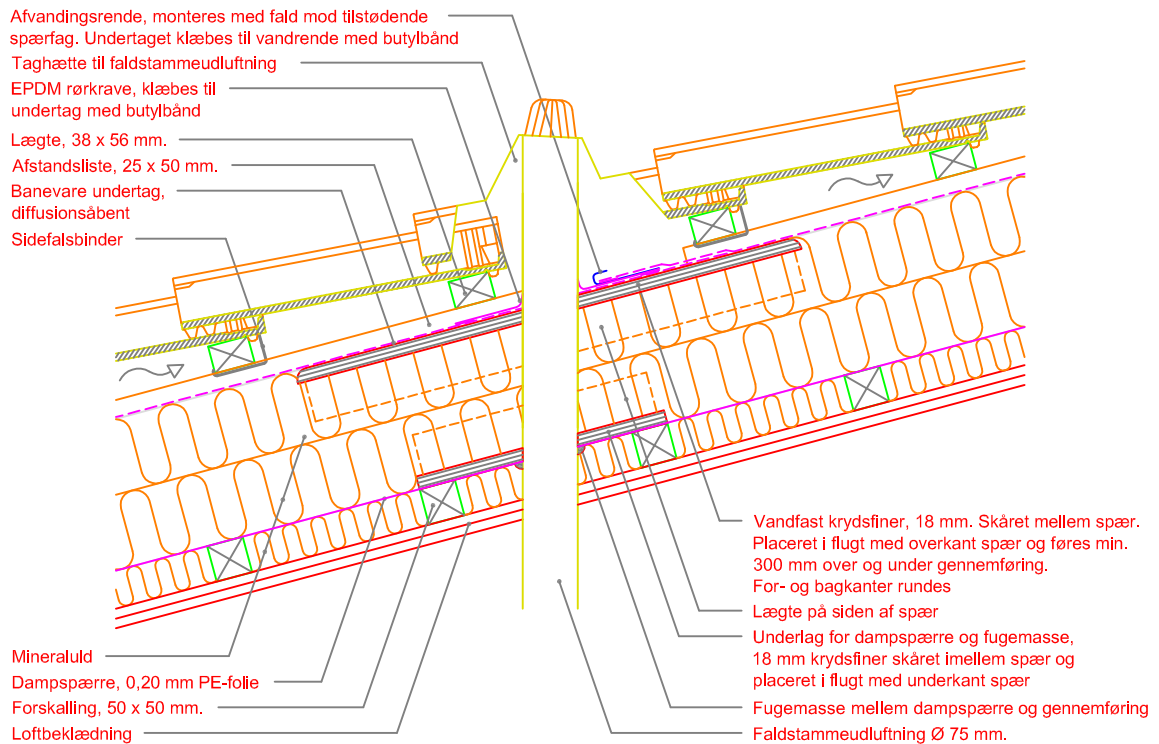 Afvandingsrende, monteres med fald mod tilstødende
spærfag. Undertaget klæbes til vandrende med butylbånd
Taghætte til faldstammeudluftning
EPDM rørkrave, klæbes til
undertag med butylbånd
Lægte, 38 x 56 mm.
Afstandsliste, 25 x 50 mm.
Banevare undertag,
diffusionsåbent
Sidefalsbinder
Mineraluld
Dampspærre, 0,20 mm PE-folie
Forskalling, 50 x 50 mm.
Loftbeklædning
Vandfast krydsfiner, 18 mm. Skåret mellem spær.
Placeret i flugt med overkant spær og føres min.
300 mm over og under gennemføring.
For- og bagkanter rundes
Lægte på siden af spær
Underlag for dampspærre og fugemasse,
18 mm krydsfiner skåret imellem spær og
placeret i flugt med underkant spær
Fugemasse mellem dampspærre og gennemføring
Faldstammeudluftning Ø 75 mm.